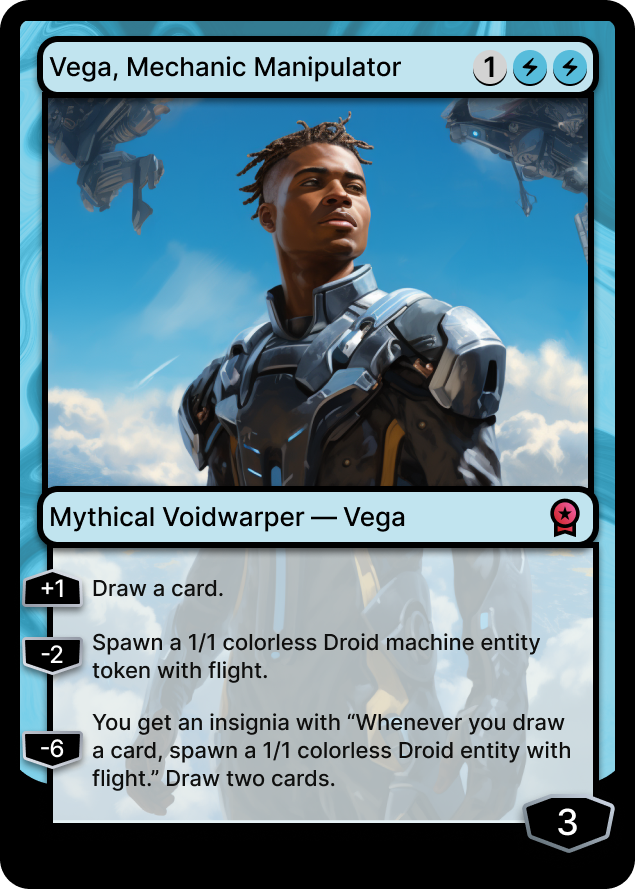 Vega, Mechanic Manipulator 1
Mythical Voidwarper — Vega
+1 Draw a card.
-2 Spawn a 1/1 colorless Droid machine entity
token with flight.
-6 You get an insignia with “Whenever you draw
a card, spawn a 1/1 colorless Droid entity with
flight.” Draw two cards.
3